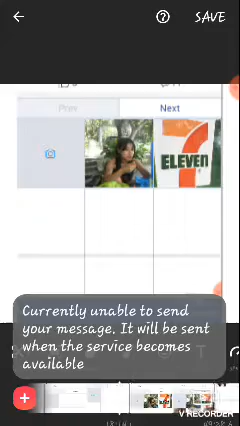 SAVE
Prev Next
7
ELEVEN
Currently unable to send
your message. It will be sent
when the service becomes
available
T
V RECORDER